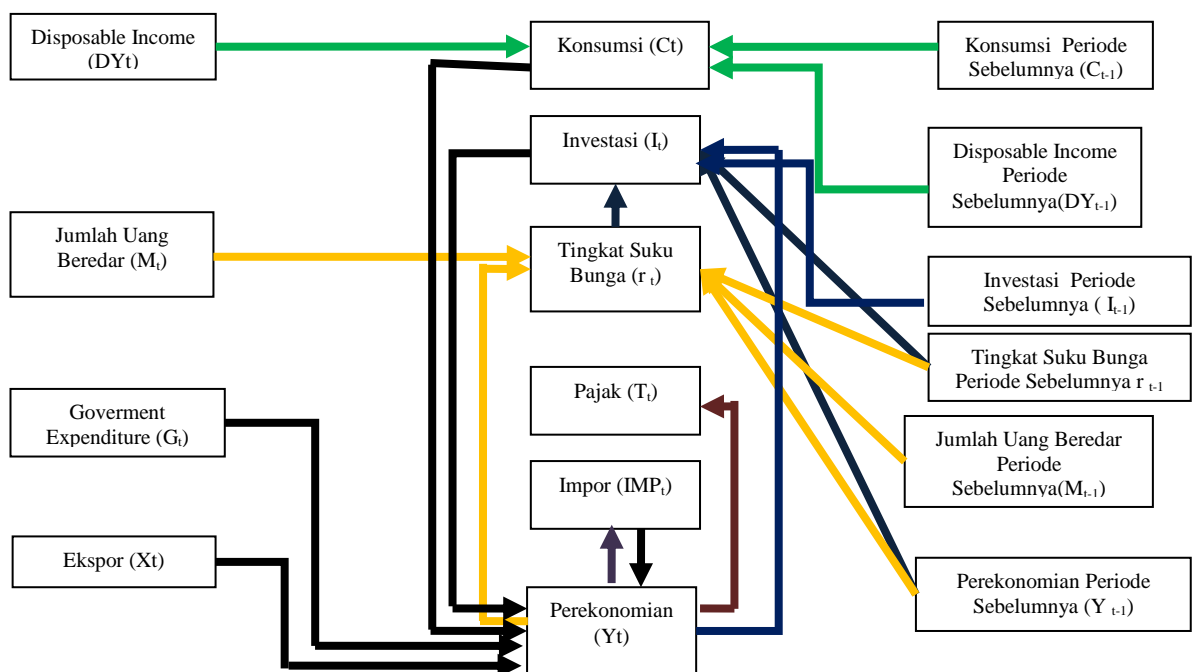 Disposable Income
(DYt)
Konsumsi (Ct)
Konsumsi Periode
Sebelumnya (Ct-1)
Investasi (It)
Disposable Income
Periode
Sebelumnya(DYt-1)
Jumlah Uang
Beredar (Mt)
Tingkat Suku
Bunga (r t)
Investasi Periode
Sebelumnya ( It-1)
Tingkat Suku Bunga
Periode Sebelumnya r t-1
Pajak (Tt)
Goverment
Expenditure (Gt)
Jumlah Uang Beredar
Periode
Sebelumnya(Mt-1)
Impor (IMPt)
Ekspor (Xt)
Perekonomian
(Yt)
Perekonomian Periode
Sebelumnya (Y t-1)